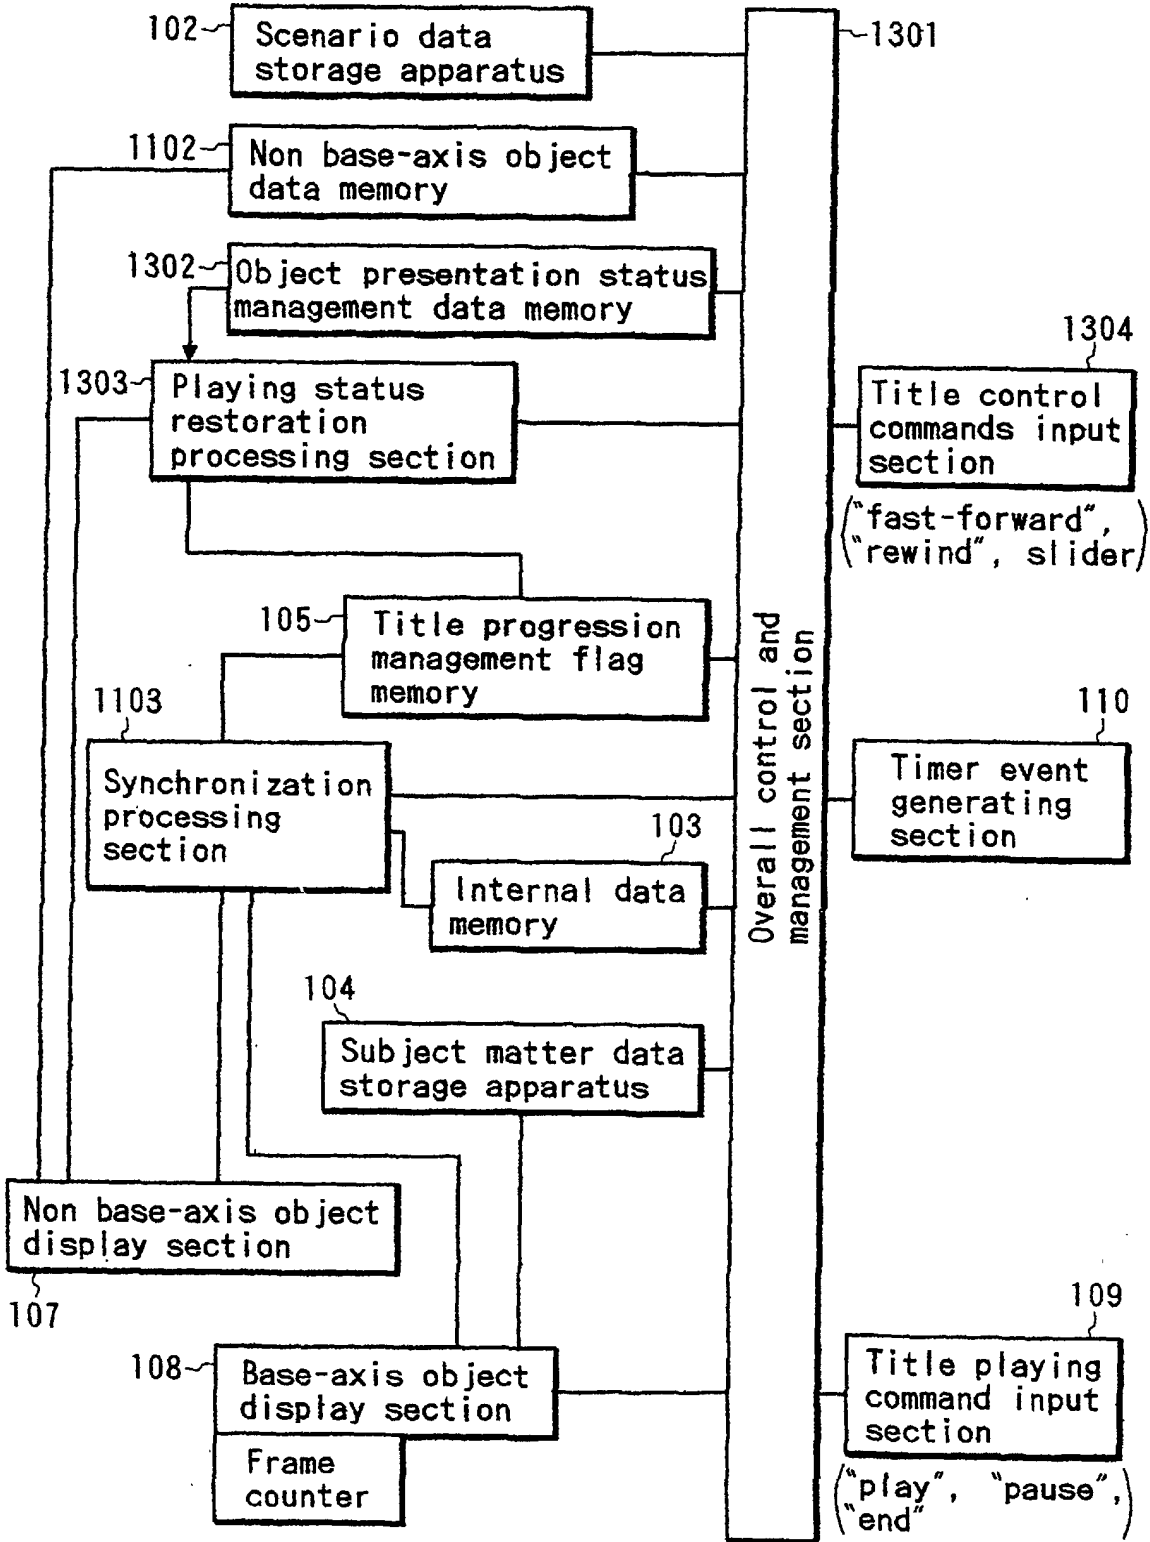 102
Scenario data
storage apparatus
1301
1102
Non base-axis object
data memory
1302
Object presentation status
management data memory
1303
Playing status
restoration
processing section
1304
Title control
commands input
section
("fast-forward",
"rewind", slider)
105
Title progression
management flag
memory
Overall control and
management section
1103
Synchronization
processing
section
110
Timer event
generating
section
103
Internal data
memory
104
Subject matter data
storage apparatus
Non base-axis object
display section
107
108
Base-axis object
display section
Frame
counter
109
Title playing
command input
section
("play", "pause",
"end")